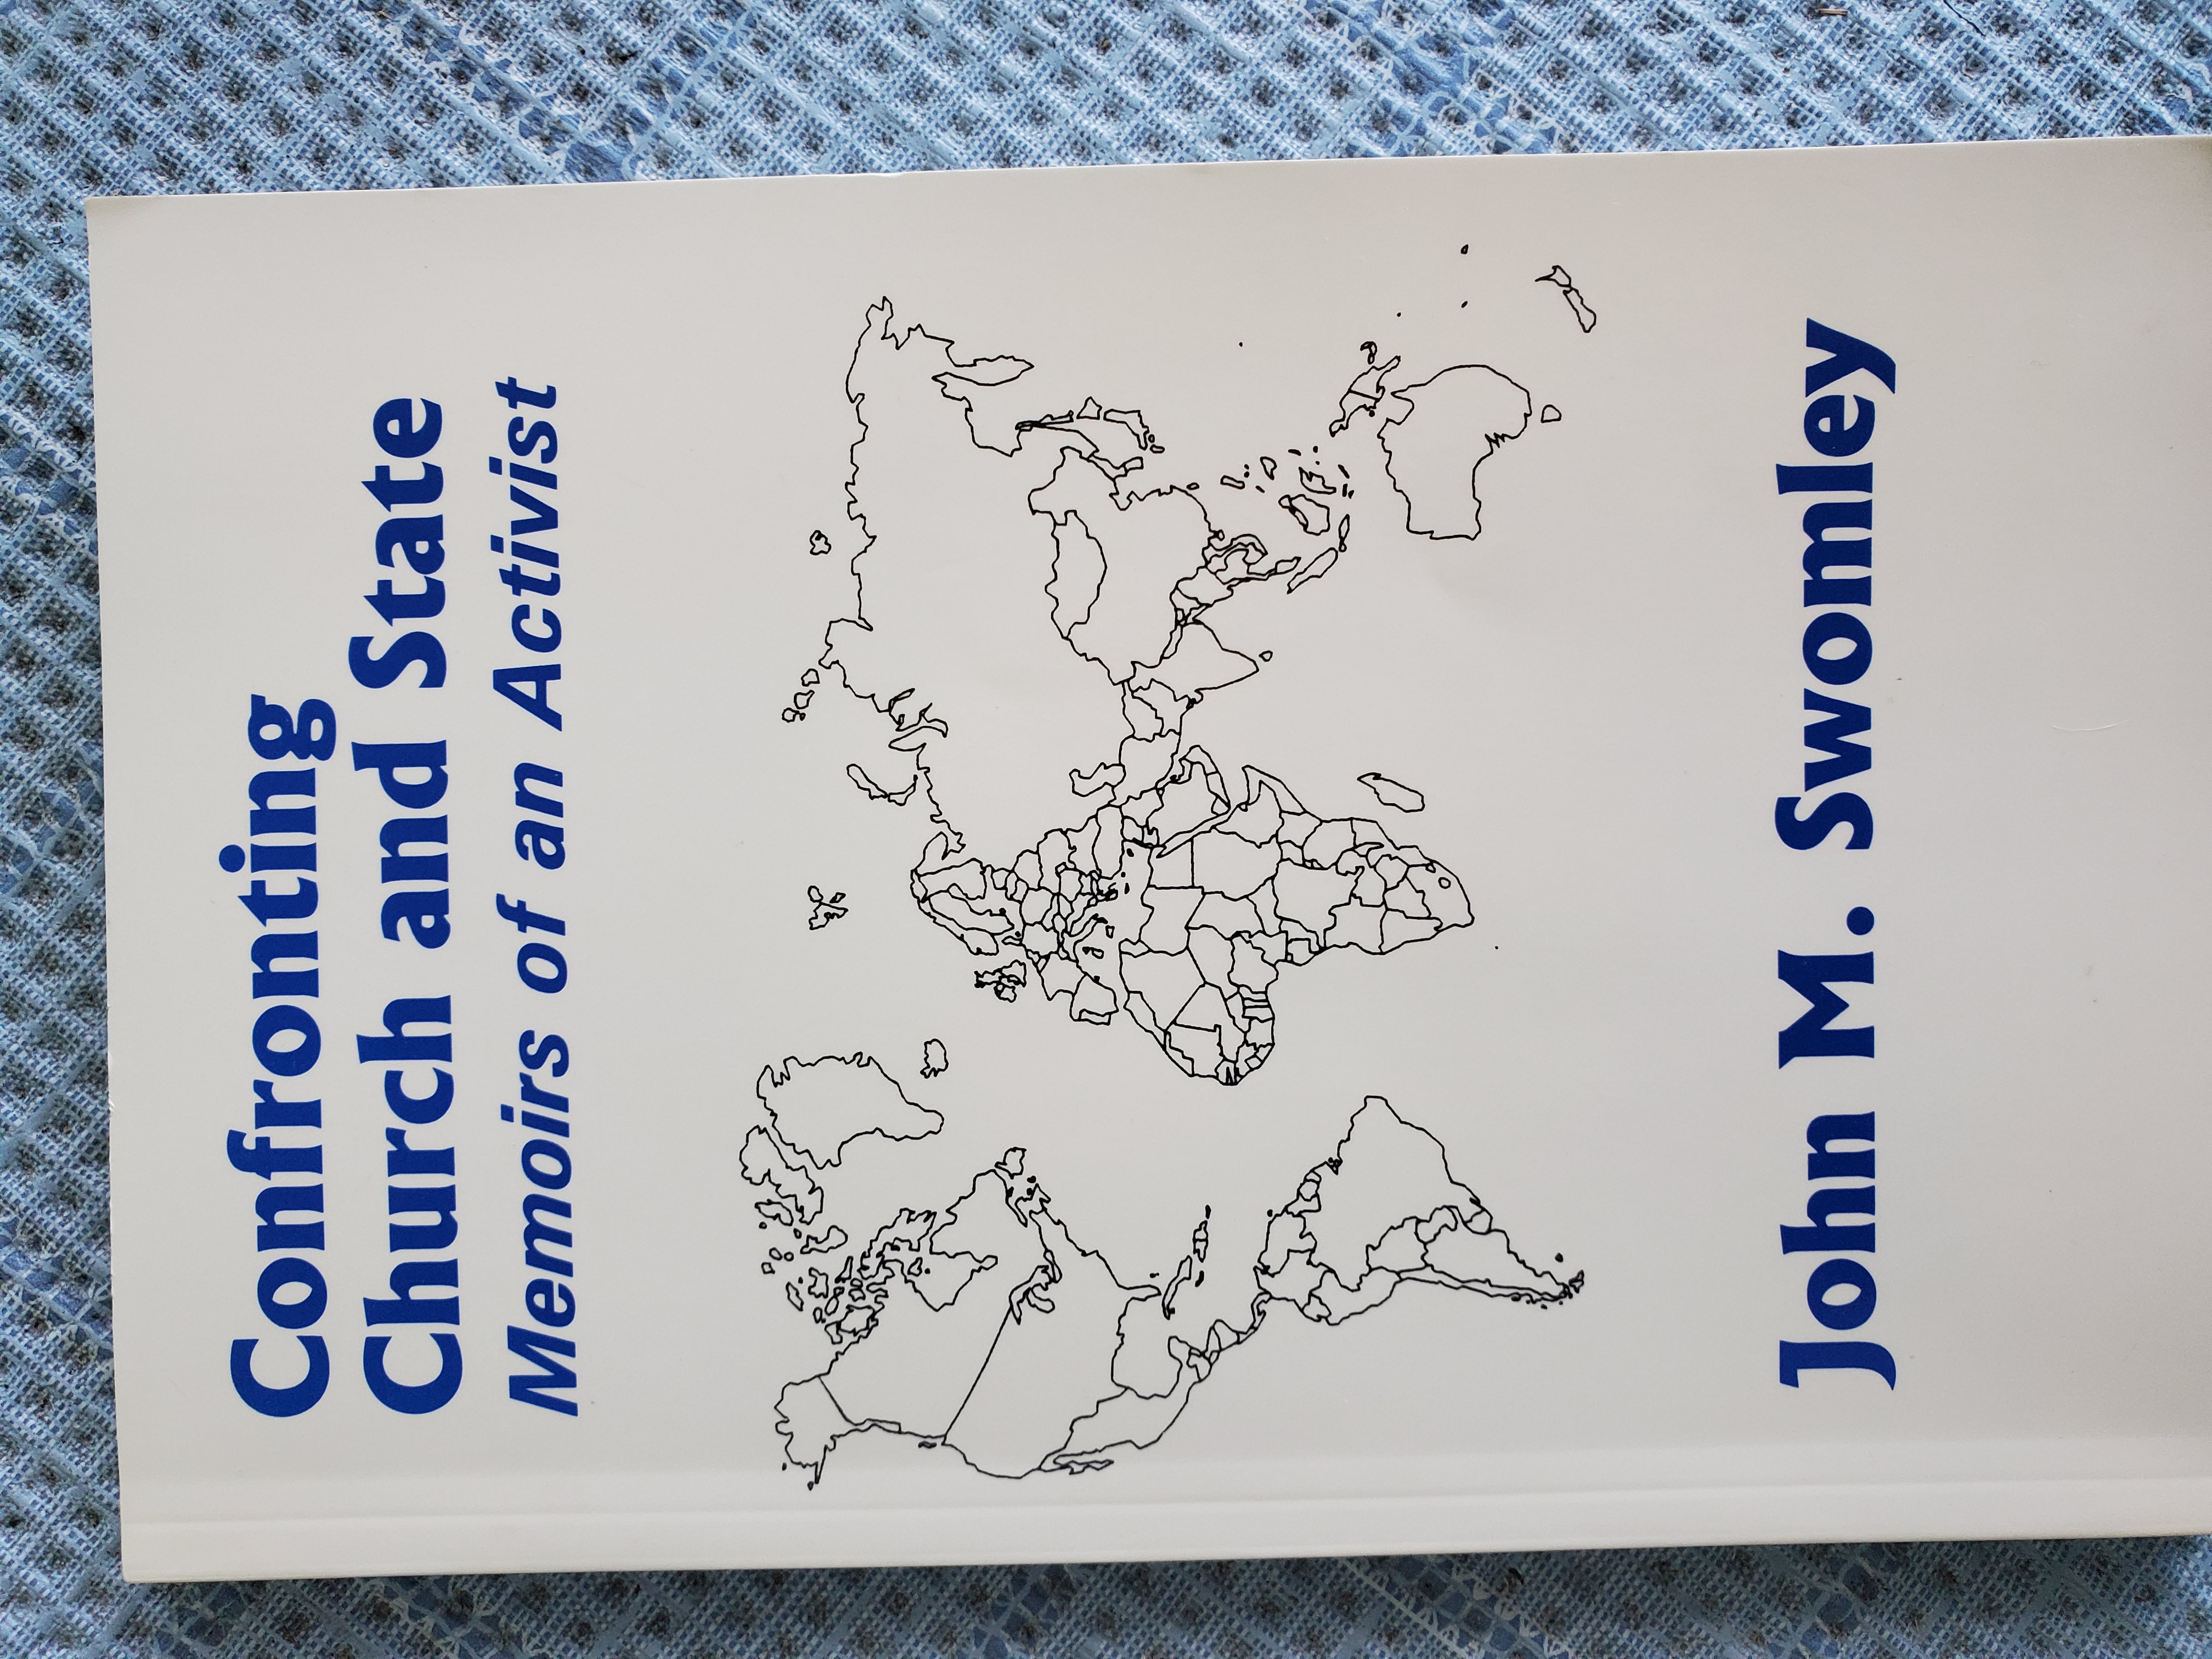 Confronting
Church and State
Memoirs of an Activist
John M. Swomley